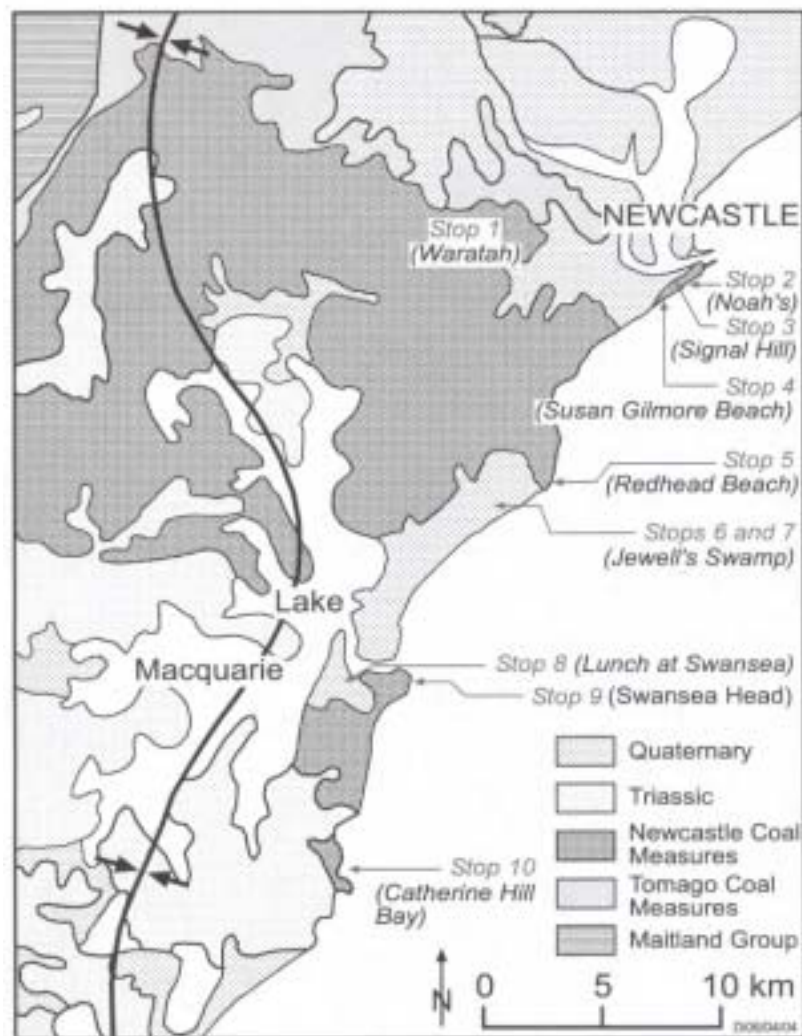 NEWCASTLE
Stop 1
(Waratah)
Stop 2
(Noah's)
Stop 3
(Signal Hill)
Stop 4
(Susan Gilmore Beach)
Stop 5
(Redhead Beach)
Stops 6 and 7
(Jewell's Swamp)
Lake
Macquarie
Stop 8 (Lunch at Swansea)
Stop 9 (Swansea Head)
Quaternary
Triassic
Newcastle Coal
Measures
Tomago Coal
Measures
Maitland Group
Stop 10
(Catherine Hill
Bay)
N
0 5 10 km